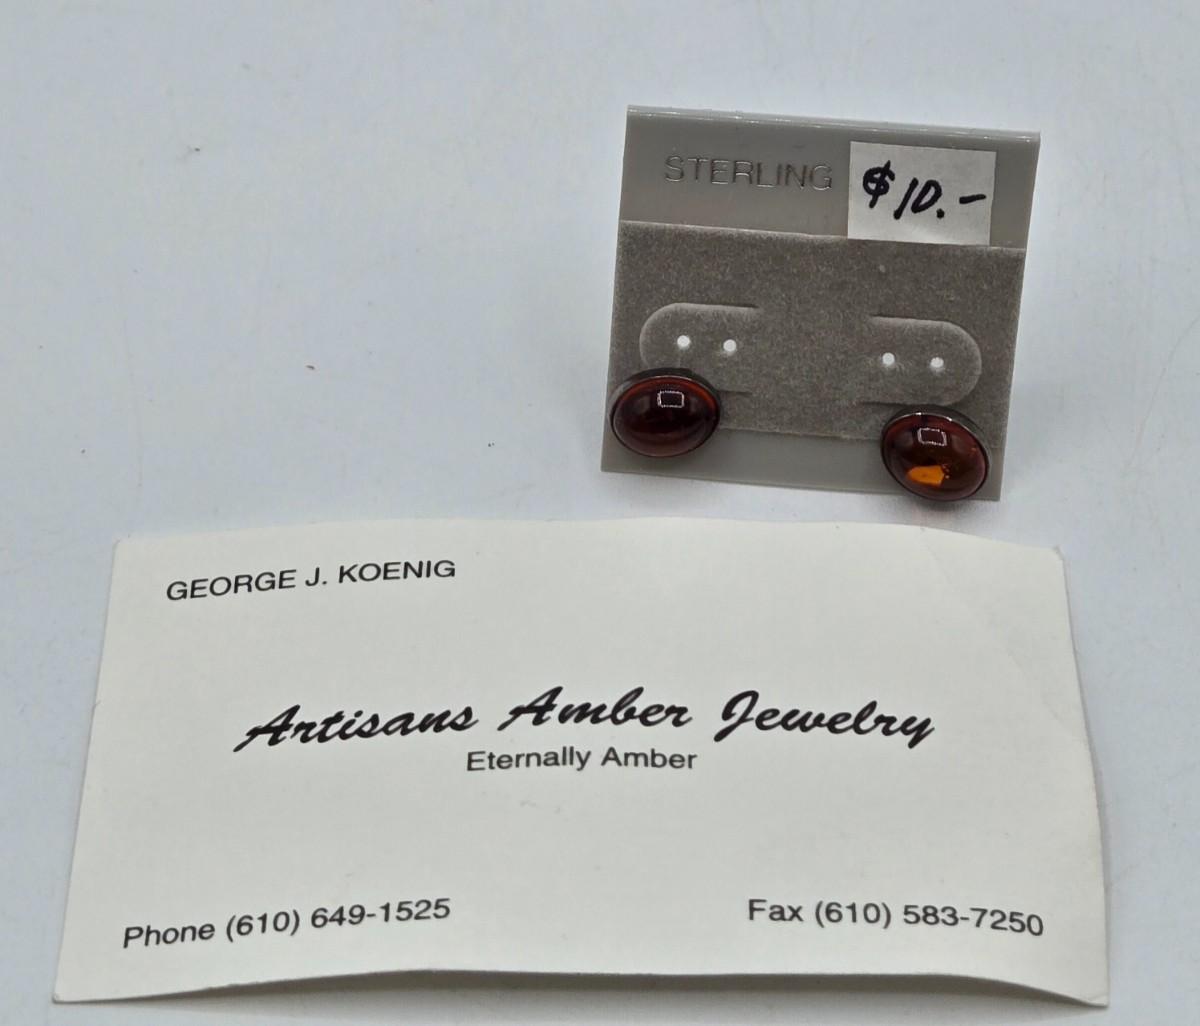 STERLING
$10.-
GEORGE J. KOENIG
Artisans Amber Jewelry
Eternally Amber
Phone (610) 649-1525
Fax (610) 583-7250